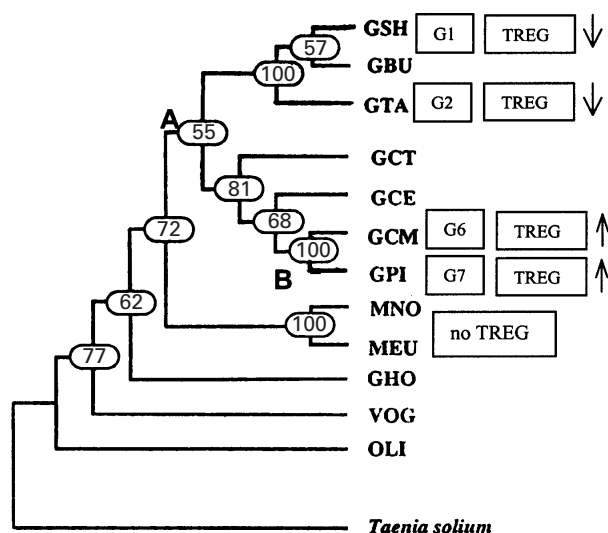 GSH G1 TREG
57
GBU
100
GTA G2 TREG
A
55
GCT
81
GCE
68
GCM G6 TREG
72
100
GPI G7 TREG
B
MNO
62
100
no TREG
MEU
77
GHO
VOG
OLI
Taenia solium